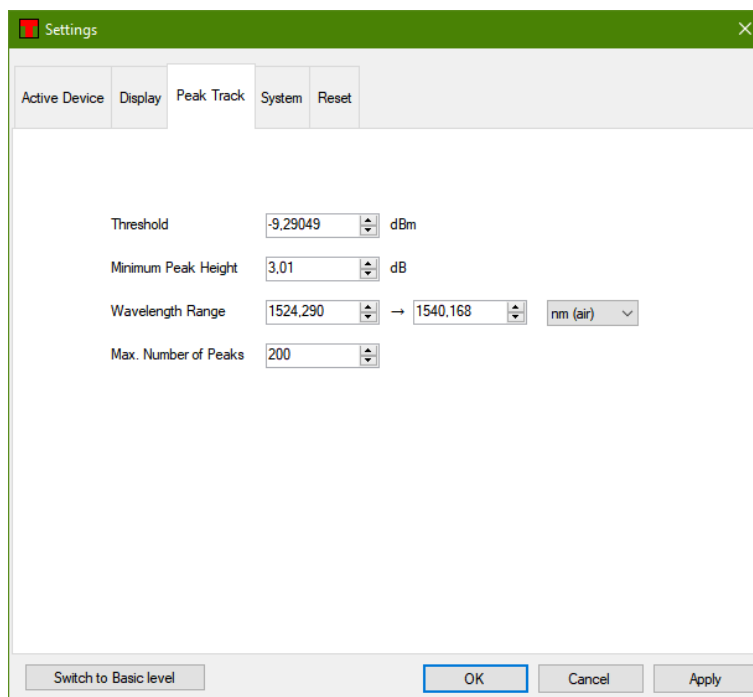 Settings
Active Device Display Peak Track System Reset
Threshold -9,29049 dBm
Minimum Peak Height 3,01 dB
Wavelength Range 1524,290 → 1540,168 nm (air)
Max. Number of Peaks 200
Switch to Basic level OK Cancel Apply